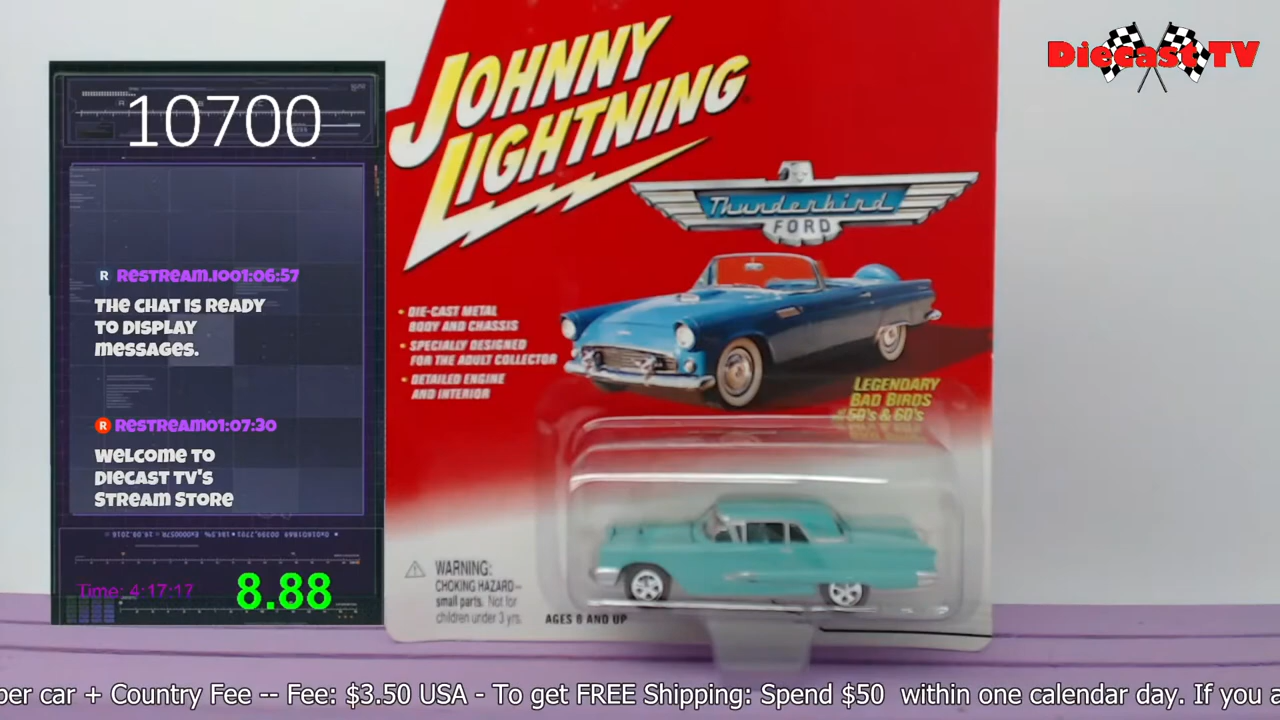 Diecast TV
10700
Restream.io01:06:57
THE CHAT IS READY
TO DISPLAY
MESSAGES.
Restream01:07:30
WELCOME TO
DIECAST TV'S
STREAM STORE
Time: 4:17:17
8.88
JOHNNY
LIGHTNING
Thunderbird
FORD
• DIE-CAST METAL
BODY AND CHASSIS
• SPECIALLY DESIGNED
FOR THE ADULT COLLECTOR
• DETAILED ENGINE
AND INTERIOR
LEGENDARY
BAD BIRDS
50's & 60's
WARNING:
CHOKING HAZARD—
small parts. Not for
children under 3 yrs.
AGES 8 AND UP
per car + Country Fee -- Fee: $3.50 USA - To get FREE Shipping: Spend $50 within one calendar day. If you a